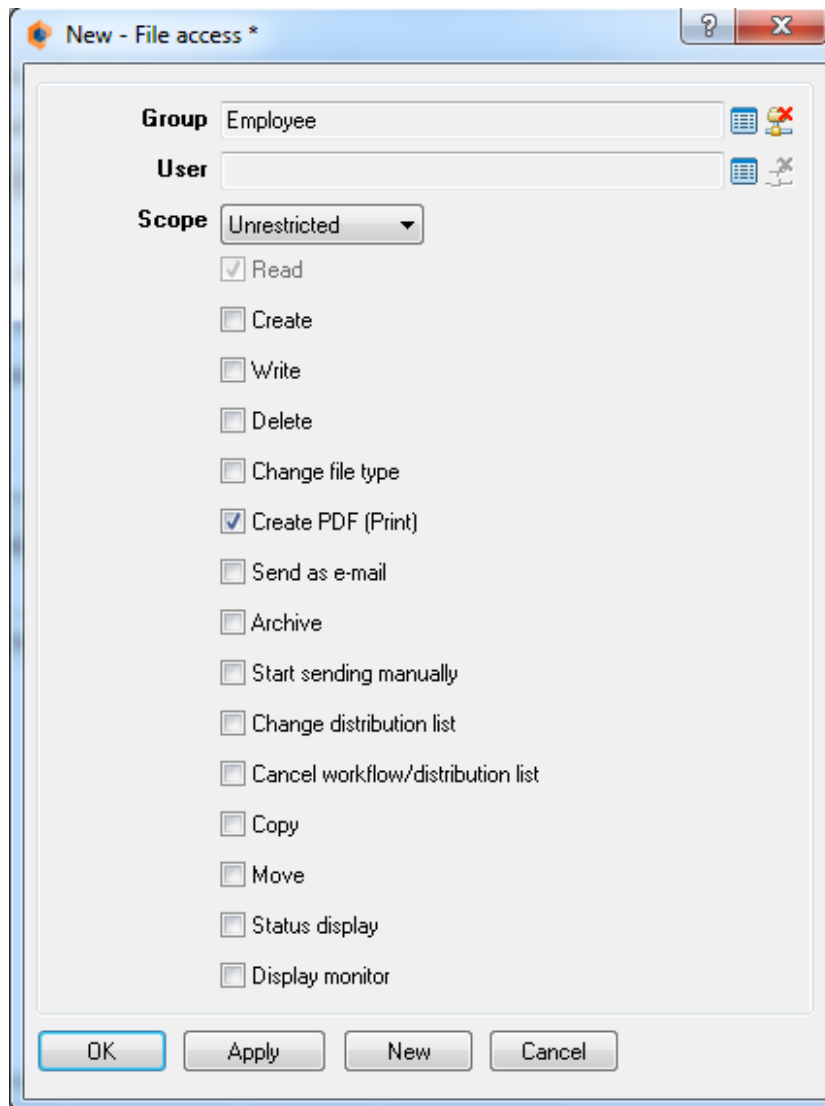 New - File access *
Group Employee
User
Scope Unrestricted
Read
Create
Write
Delete
Change file type
Create PDF (Print)
Send as e-mail
Archive
Start sending manually
Change distribution list
Cancel workflow/distribution list
Copy
Move
Status display
Display monitor
OK Apply New Cancel